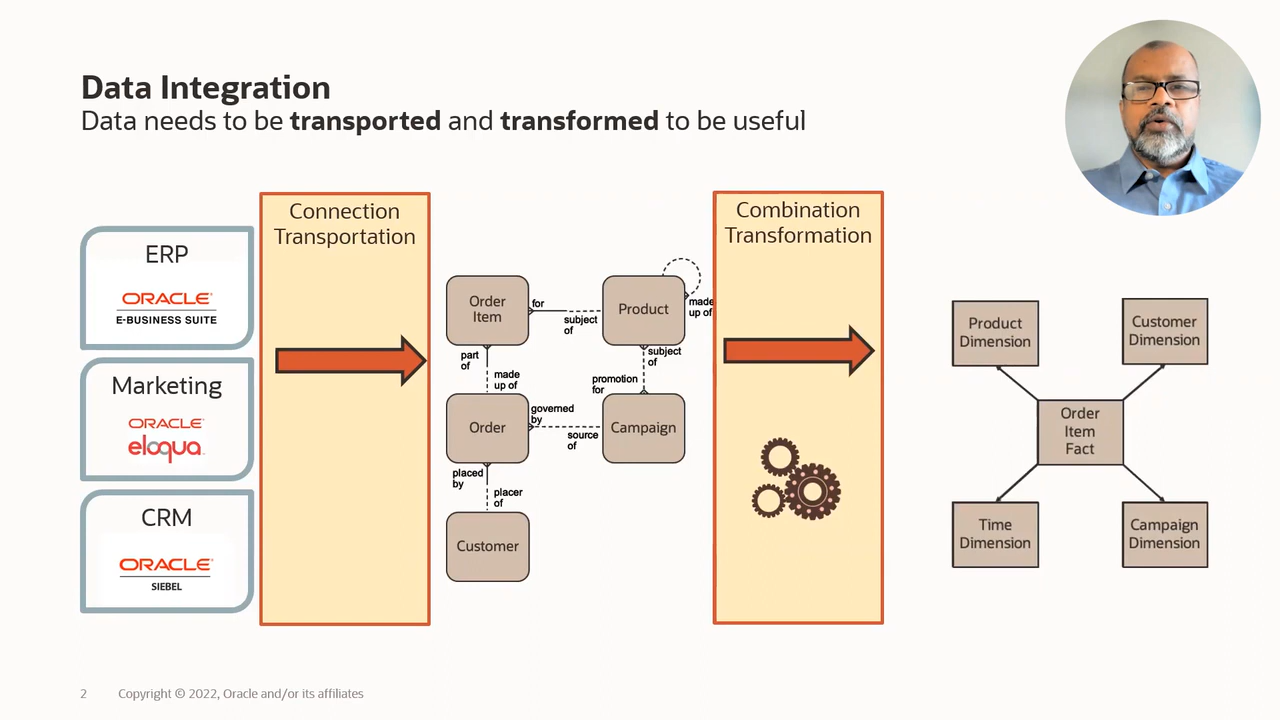 Data Integration
Data needs to be transported and transformed to be useful
ERP
ORACLE
E-BUSINESS SUITE
Marketing
ORACLE
eloqua
CRM
ORACLE
SIEBEL
Connection
Transportation
Order
Item
for
subject
of
Product
made
up of
part
of
made
up of
subject
of
promotion
for
Order
governed
by
source
of
Campaign
placed
by
placer
of
Customer
Combination
Transformation
Product
Dimension
Customer
Dimension
Order
Item
Fact
Time
Dimension
Campaign
Dimension
2
Copyright © 2022, Oracle and/or its affiliates